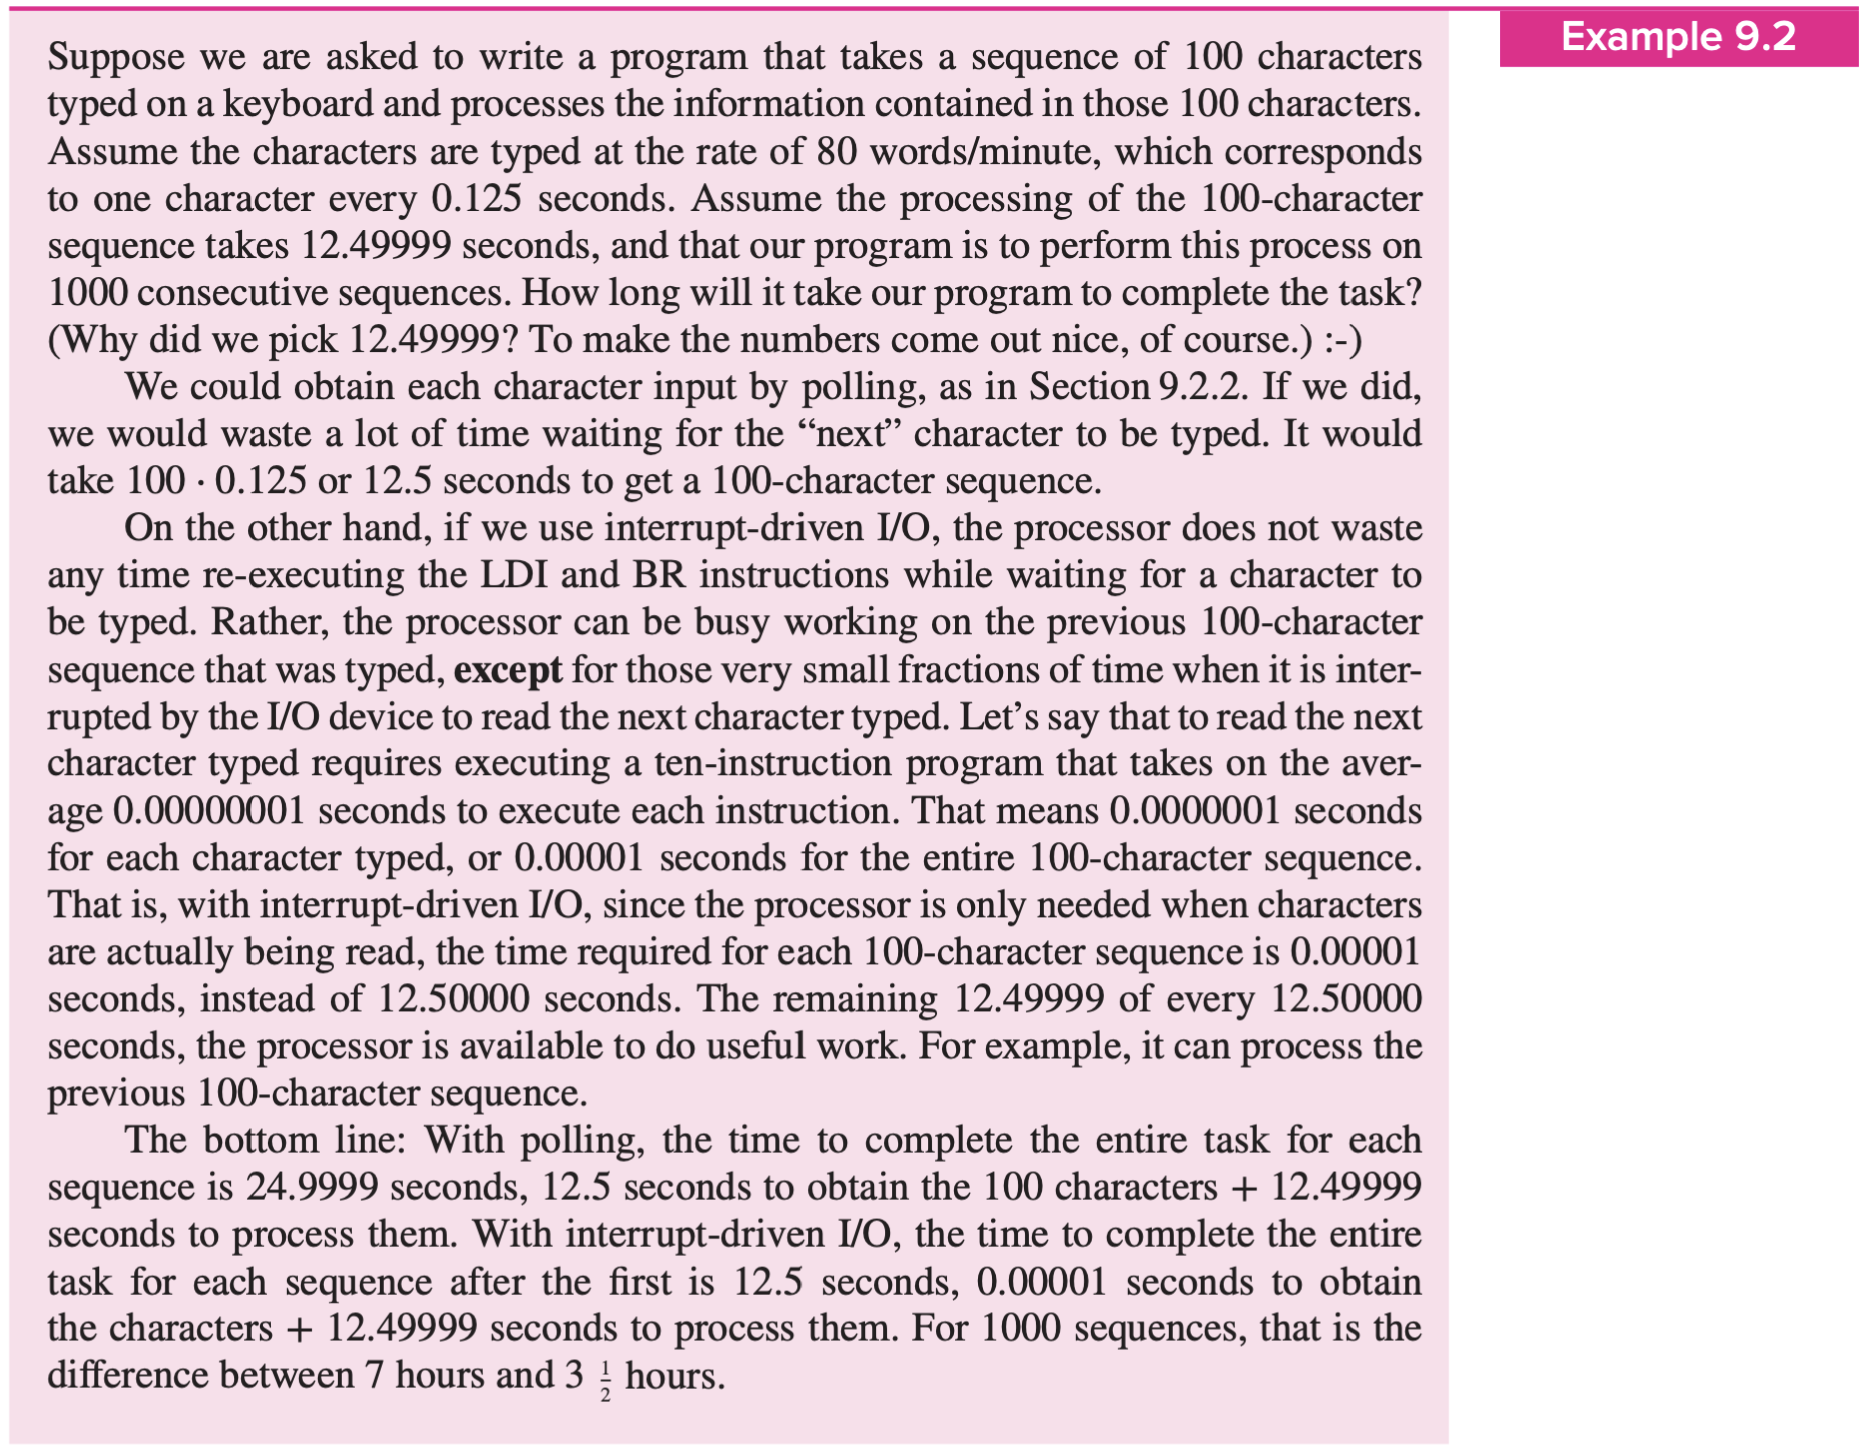 Example 9.2
Suppose we are asked to write a program that takes a sequence of 100 characters
typed on a keyboard and processes the information contained in those 100 characters.
Assume the characters are typed at the rate of 80 words/minute, which corresponds
to one character every 0.125 seconds. Assume the processing of the 100-character
sequence takes 12.49999 seconds, and that our program is to perform this process on
1000 consecutive sequences. How long will it take our program to complete the task?
(Why did we pick 12.49999? To make the numbers come out nice, of course.) :-)
We could obtain each character input by polling, as in Section 9.2.2. If we did,
we would waste a lot of time waiting for the “next” character to be typed. It would
take 100 · 0.125 or 12.5 seconds to get a 100-character sequence.
On the other hand, if we use interrupt-driven I/O, the processor does not waste
any time re-executing the LDI and BR instructions while waiting for a character to
be typed. Rather, the processor can be busy working on the previous 100-character
sequence that was typed, except for those very small fractions of time when it is inter-
rupted by the I/O device to read the next character typed. Let’s say that to read the next
character typed requires executing a ten-instruction program that takes on the aver-
age 0.00000001 seconds to execute each instruction. That means 0.0000001 seconds
for each character typed, or 0.00001 seconds for the entire 100-character sequence.
That is, with interrupt-driven I/O, since the processor is only needed when characters
are actually being read, the time required for each 100-character sequence is 0.00001
seconds, instead of 12.50000 seconds. The remaining 12.49999 of every 12.50000
seconds, the processor is available to do useful work. For example, it can process the
previous 100-character sequence.
The bottom line: With polling, the time to complete the entire task for each
sequence is 24.9999 seconds, 12.5 seconds to obtain the 100 characters + 12.49999
seconds to process them. With interrupt-driven I/O, the time to complete the entire
task for each sequence after the first is 12.5 seconds, 0.00001 seconds to obtain
the characters + 12.49999 seconds to process them. For 1000 sequences, that is the
difference between 7 hours and 3 ½ hours.